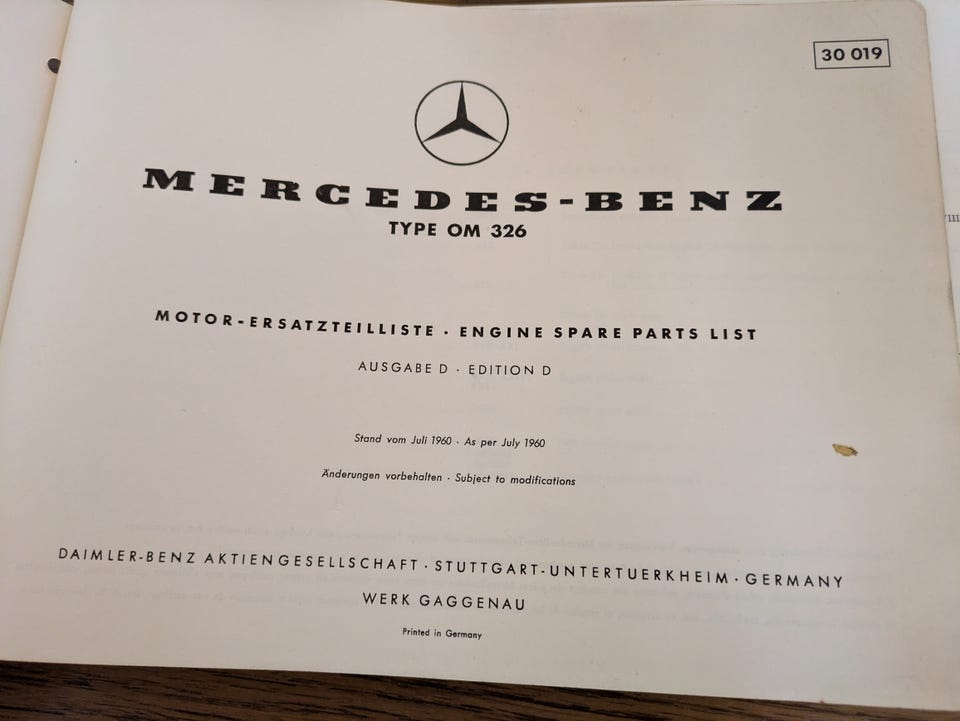 30 019
MERCEDES-BENZ
TYPE OM 326
MOTOR-ERSATZTEILLISTE · ENGINE SPARE PARTS LIST
AUSGABE D · EDITION D
Stand vom Juli 1960 · As per July 1960
Änderungen vorbehalten · Subject to modifications
DAIMLER-BENZ AKTIENGESELLSCHAFT · STUTTGART-UNTERTUERKHEIM · GERMANY
WERK GAGGENAU
Printed in Germany